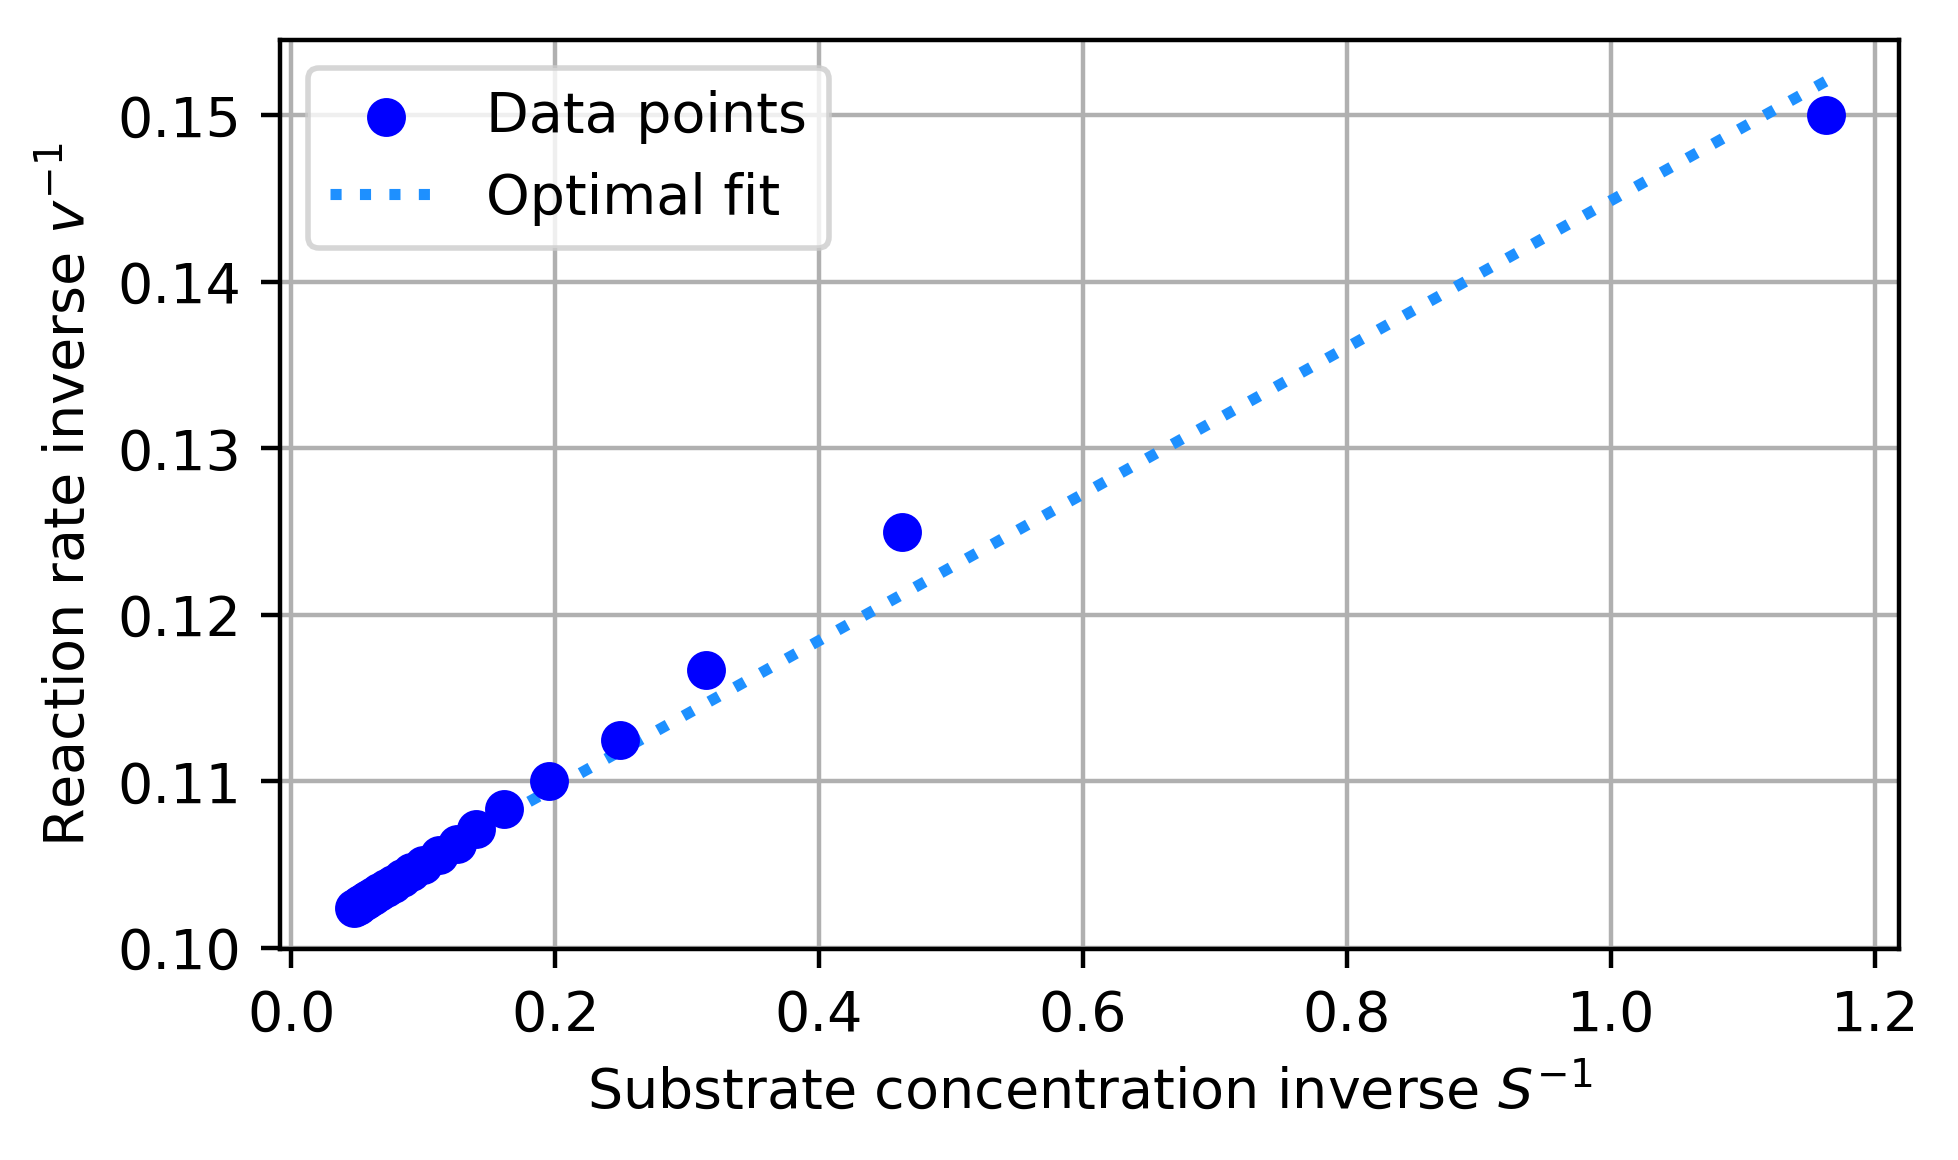 Data points
Optimal fit
Reaction rate inverse v⁻¹
0.15
0.14
0.13
0.12
0.11
0.10
0.0 0.2 0.4 0.6 0.8 1.0 1.2
Substrate concentration inverse S⁻¹